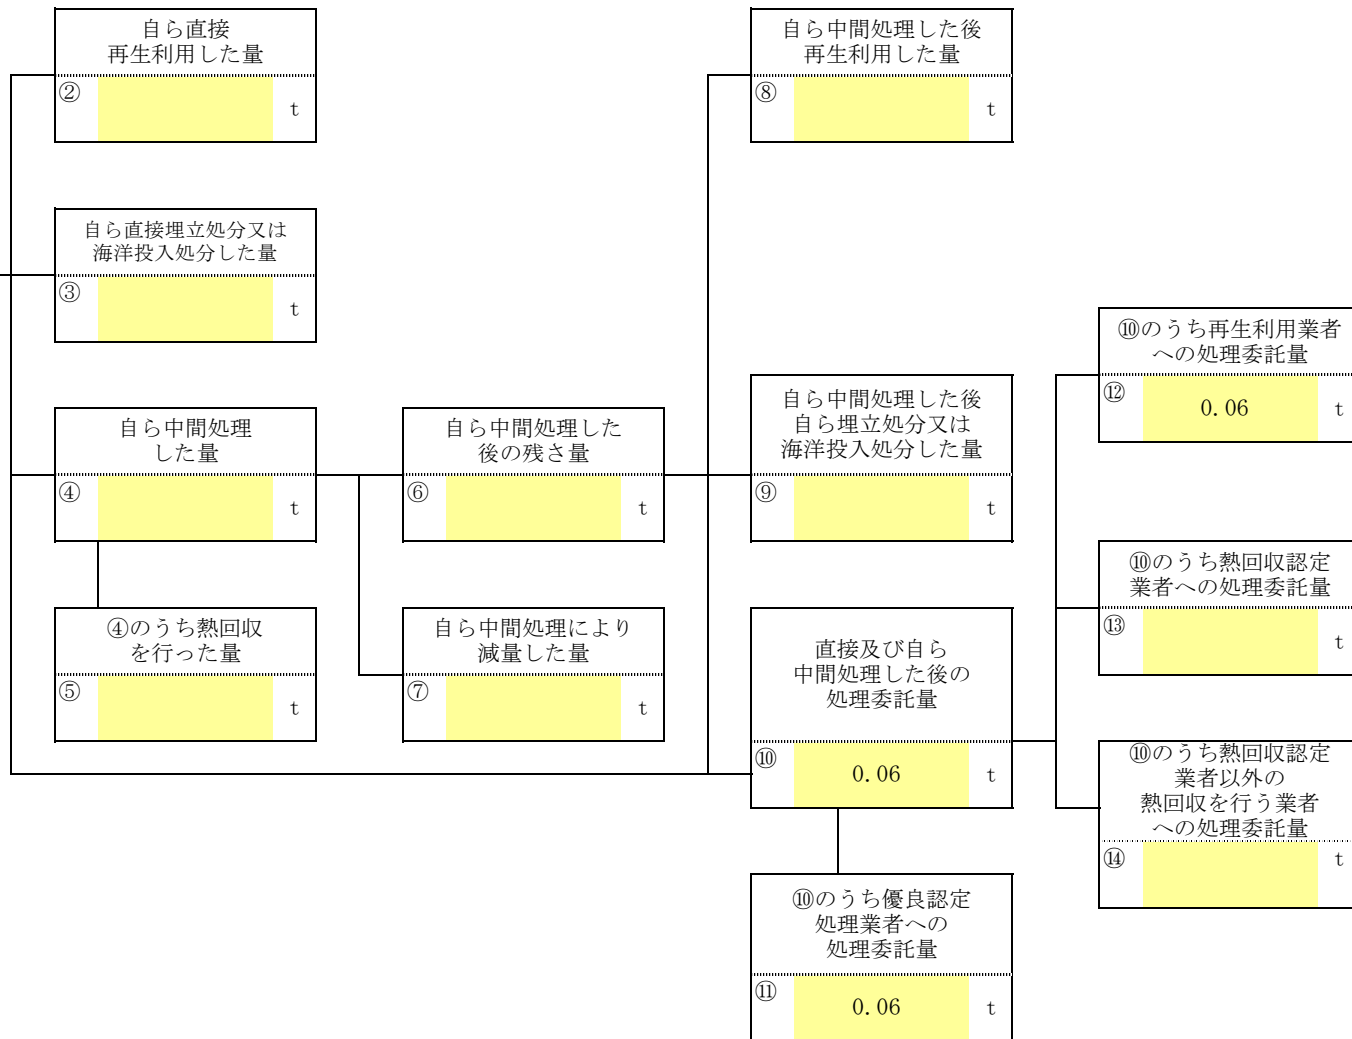 自ら直接
再生利用した量
②
t
自ら中間処理した後
再生利用した量
⑧
t
自ら直接埋立処分又は
海洋投入処分した量
③
t
⑩のうち再生利用業者
への処理委託量
⑫
0.06
t
自ら中間処理
した量
④
t
自ら中間処理した
後の残さ量
⑥
t
自ら中間処理した後
自ら埋立処分又は
海洋投入処分した量
⑨
t
⑩のうち熱回収認定
業者への処理委託量
⑬
t
④のうち熱回収
を行った量
⑤
t
自ら中間処理により
減量した量
⑦
t
直接及び自ら
中間処理した後の
処理委託量
⑩
0.06
t
⑩のうち熱回収認定
業者以外の
熱回収を行う業者
への処理委託量
⑭
t
⑩のうち優良認定
処理業者への
処理委託量
⑪
0.06
t